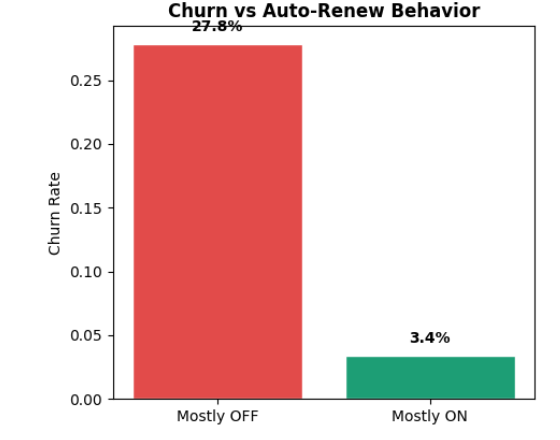 Churn vs Auto-Renew Behavior
27.8%
0.25
0.20
0.15
0.10
0.05
0.00
Churn Rate
3.4%
Mostly OFF
Mostly ON